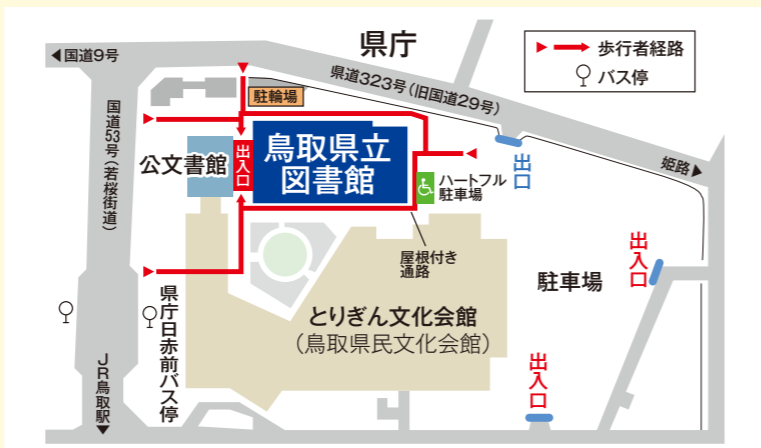 ◀国道9号
県庁
歩行者経路
バス停
国道53号(若桜街道)
駐輪場
県道323号(旧国道29号)
公文書館
出入口
鳥取県立
図書館
出口
姫路▶
ハートフル
駐車場
屋根付き
通路
出入口
駐車場
とりぎん文化会館
(鳥取県民文化会館)
県庁日赤前バス停
JR鳥取駅▶
出入口